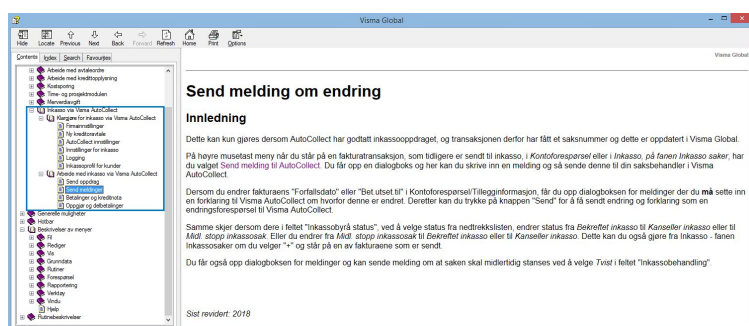 Visma Global
Hide Locate Previous Next Back Forward Refresh Home Print Options
Contents Index Search Favourites
Visma Global
Arbeide med avtaleordre
Arbeide med kredittopplysning
Kostsporing
Time- og prosjektmodulen
Merverdiavgift
Inkasso via Visma AutoCollect
Klargjøre for inkasso via Visma AutoCollect
Firmainnstillinger
Ny kreditoravtale
AutoCollect innstillinger
Innstillinger for inkasso
Logging
Inkassoprofil for kunder
Arbeide med inkasso via Visma AutoCollect
Send oppdrag
Send meldinger
Betalinger og kreditnota
Oppgjør og delbetalinger
Generelle muligheter
Hotbar
Beskrivelser av menyer
Fil
Rediger
Vis
Grunndata
Rutiner
Forespørsel
Rapportering
Verktøy
Vindu
Hjelp
Rutinebeskrivelser
Send melding om endring
Innledning
Dette kan kun gjøres dersom AutoCollect har godtatt inkassooppdraget, og transaksjonen derfor har fått et saksnummer og dette er oppdatert i Visma Global.
På høyre musetast meny når du står på en fakturatransaksjon, som tidligere er sendt til inkasso, i Kontoforespørsel eller i Inkasso, på fanen Inkasso saker, har
du valget Send melding til AutoCollect. Du får opp en dialogboks og her kan du skrive inn en melding og så sende denne til din saksbehandler i Visma
AutoCollect.
Dersom du endrer fakturaens "Forfallsdato" eller "Bet utset.til" i Kontoforespørsel/Tillegginformasjon, får du opp dialogboksen for meldinger der du må sette inn
en forklaring til Visma AutoCollect om hvorfor denne er endret. Deretter kan du trykke på knappen "Send" for å få sendt endring og forklaring som en
endringsforespørsel til Visma AutoCollect.
Samme skjer dersom dere i feltet "Inkassobyrå status", ved å velge status fra nedtrekkslisten, endrer status fra Bekreftet inkasso til Kanseller inkasso eller til
Midl. stopp inkassosak. Eller du endrer fra Midl. stopp inkassosak til Bekreftet inkasso eller til Kanseller inkasso. Dette kan du også gjøre fra Inkasso - fanen
Inkassosaker om du velger "+" og står på en av fakturaene som er sendt.
Du får også opp dialogboksen for meldinger og kan sende melding om at saken skal midlertidig stanses ved å velge Tvist i feltet "Inkassobehandling".
Sist revidert: 2018